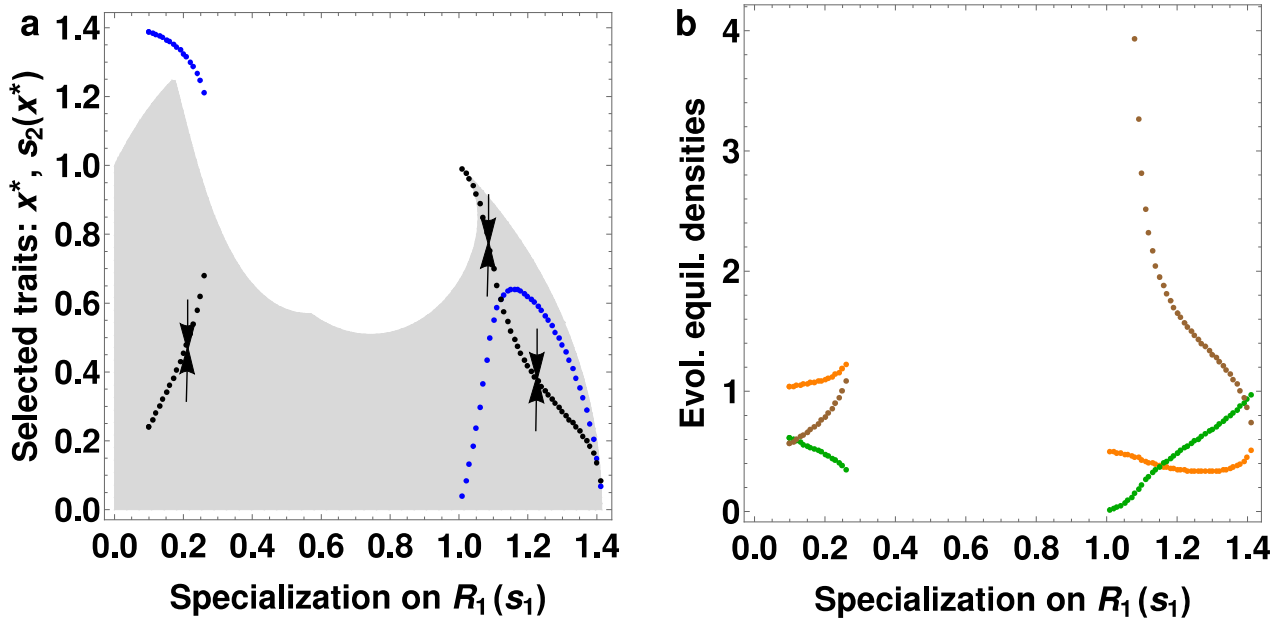 a
Selected traits: x*, s2(x*)
1.4
1.2
1.0
0.8
0.6
0.4
0.2
0.0
0.0 0.2 0.4 0.6 0.8 1.0 1.2 1.4
Specialization on R1 (s1)
b
Evol. equil. densities
4
3
2
1
0
0.0 0.2 0.4 0.6 0.8 1.0 1.2 1.4
Specialization on R1 (s1)